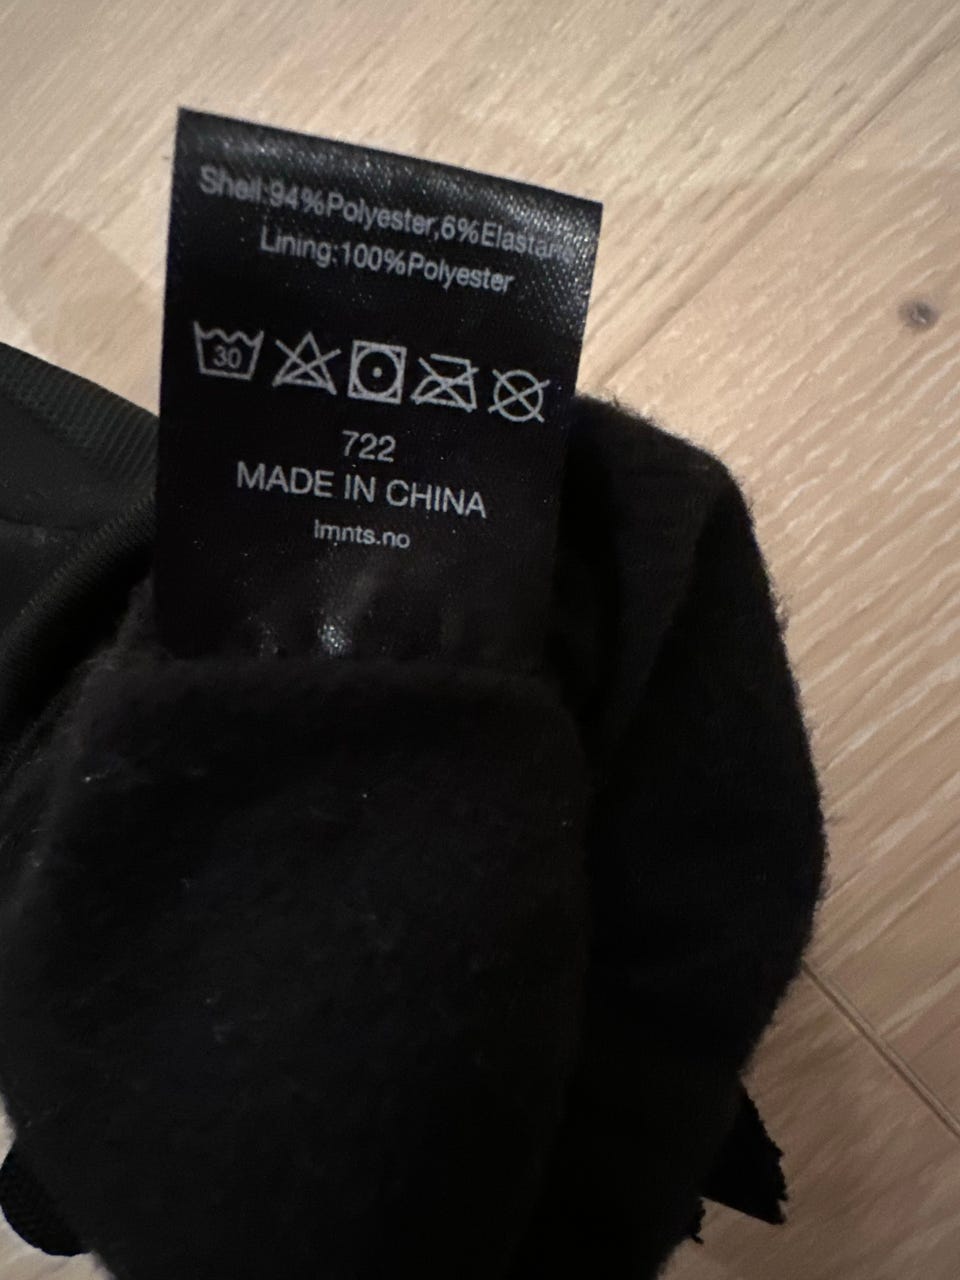 Shell:94%Polyester,6%Elastane
Lining:100%Polyester
30
722
MADE IN CHINA
lmnts.no